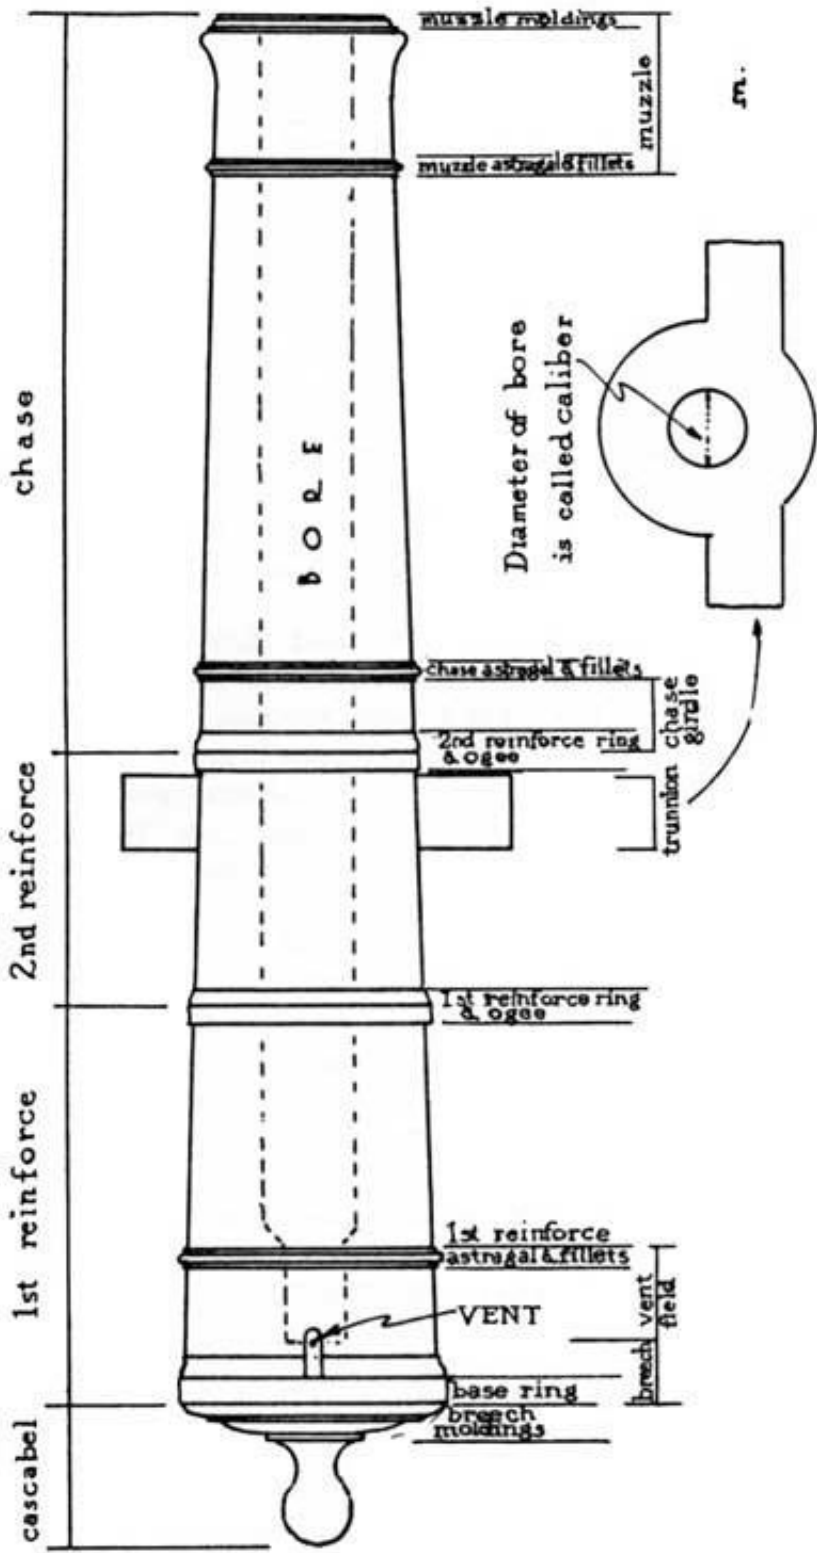 muzzle moldings
muzzle
m.
muzzle astragal & fillets
chase
BORE
Diameter of bore
is called caliber
chase astragal & fillets
chase
girdle
2nd reinforce ring
& ogee
trunnion
2nd reinforce
1st reinforce ring
& ogee
1st reinforce
1st reinforce
astragal & fillets
vent
field
VENT
breech
base ring
breech
moldings
cascabel